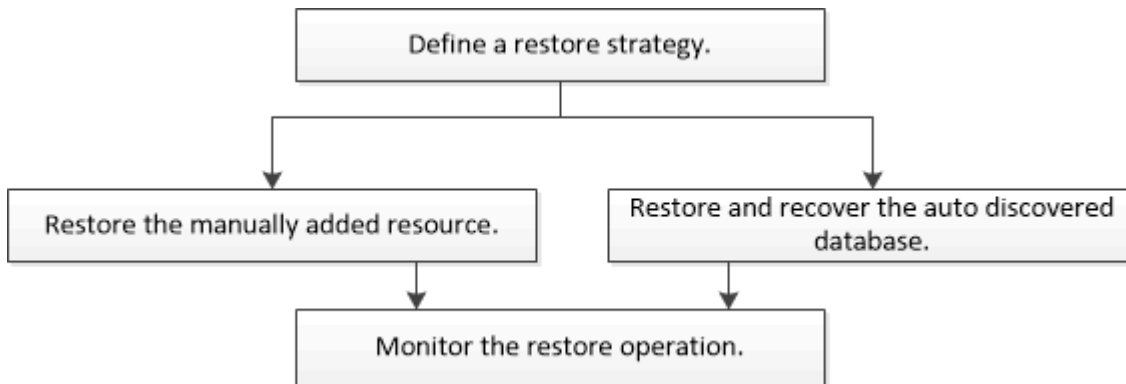 Define a restore strategy.
Restore the manually added resource.
Restore and recover the auto discovered
database.
Monitor the restore operation.